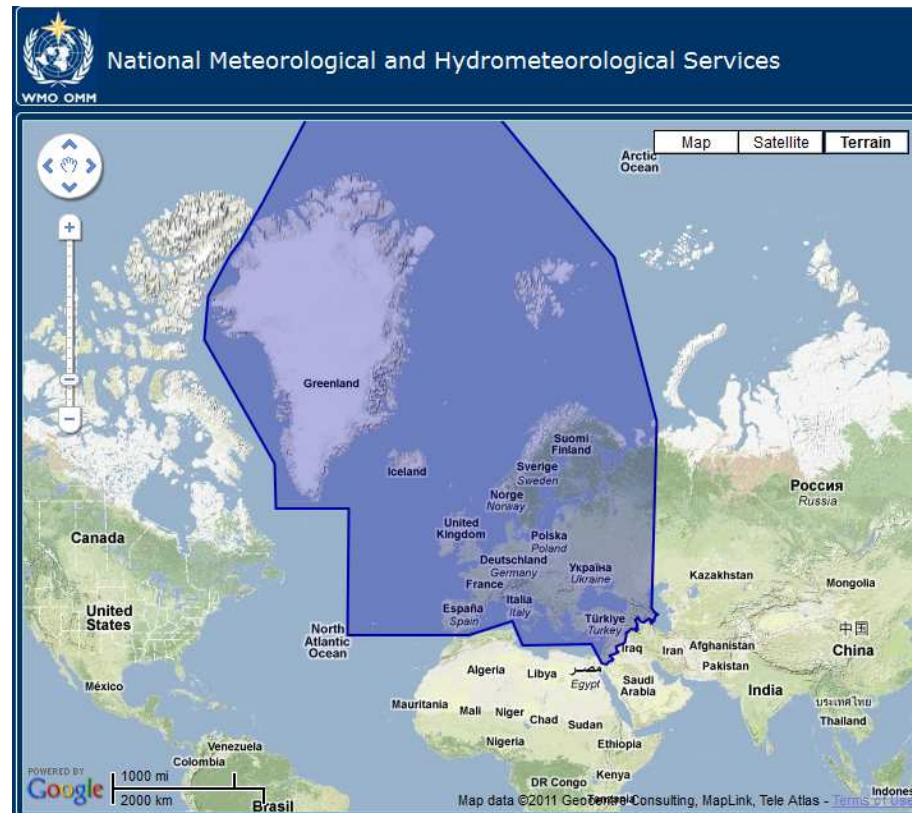 WMO OMM
National Meteorological and Hydrometeorological Services
Map
Satellite
Terrain
Arctic
Ocean
Greenland
Iceland
Suomi
Finland
Sverige
Sweden
Norge
Norway
Россия
Russia
United
Kingdom
Polska
Poland
Canada
Deutschland
Germany
Україна
Ukraine
France
Kazakhstan
Mongolia
Italia
Italy
España
Spain
Türkiye
Turkey
United
States
North
Atlantic
Ocean
中国
China
Iraq
Iran
Afghanistan
Pakistan
Algeria
Libya
مصر
Egypt
Saudi
Arabia
México
India
ประเทศไทย
Thailand
Mauritania
Mali
Niger
Chad
Sudan
Nigeria
Ethiopia
Venezuela
Colombia
DR Congo
Kenya
Tanzania
Brasil
Indones
POWERED BY
Google
1000 mi
2000 km
Map data ©2011 Geocentre Consulting, MapLink, Tele Atlas - Terms of Use